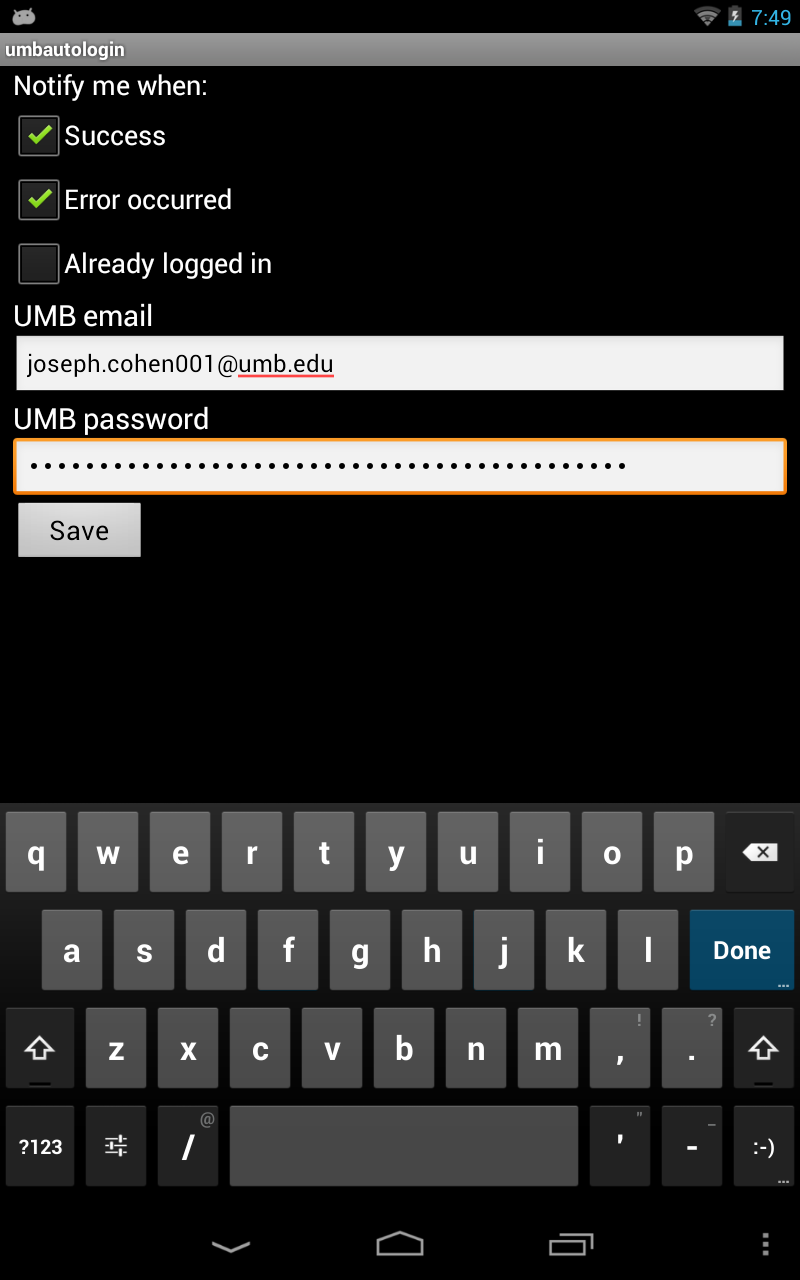 7:49
umbautologin
Notify me when:
Success
Error occurred
Already logged in
UMB email
joseph.cohen001@umb.edu
UMB password
•••••••••••••••••••••••••••••••••••••••••••
Save
q w e r t y u i o p
a s d f g h j k l Done ...
! ?
z x c v b n m , .
@ " _
?123 / ' - :-) ...